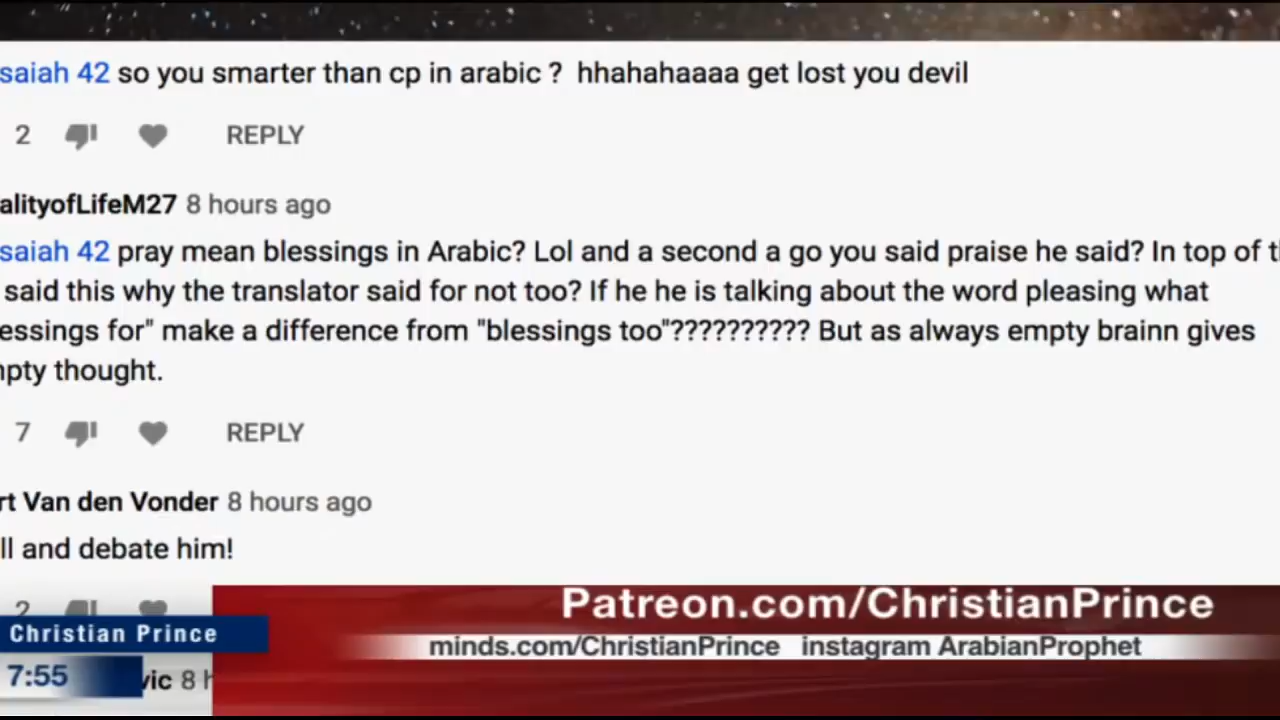 saiah 42 so you smarter than cp in arabic ? hhahahaaaa get lost you devil
2 REPLY
alityofLifeM27 8 hours ago
saiah 42 pray mean blessings in Arabic? Lol and a second a go you said praise he said? In top of th
said this why the translator said for not too? If he he is talking about the word pleasing what
essings for" make a difference from "blessings too"?????????? But as always empty brainn gives
npty thought.
7 REPLY
rt Van den Vonder 8 hours ago
ll and debate him!
2
Patreon.com/ChristianPrince
Christian Prince
minds.com/ChristianPrince instagram ArabianProphet
7:55
vic 8 h